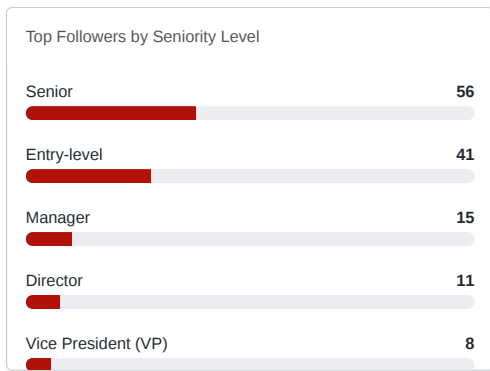 Top Followers by Seniority Level
Senior 56
Entry-level 41
Manager 15
Director 11
Vice President (VP) 8